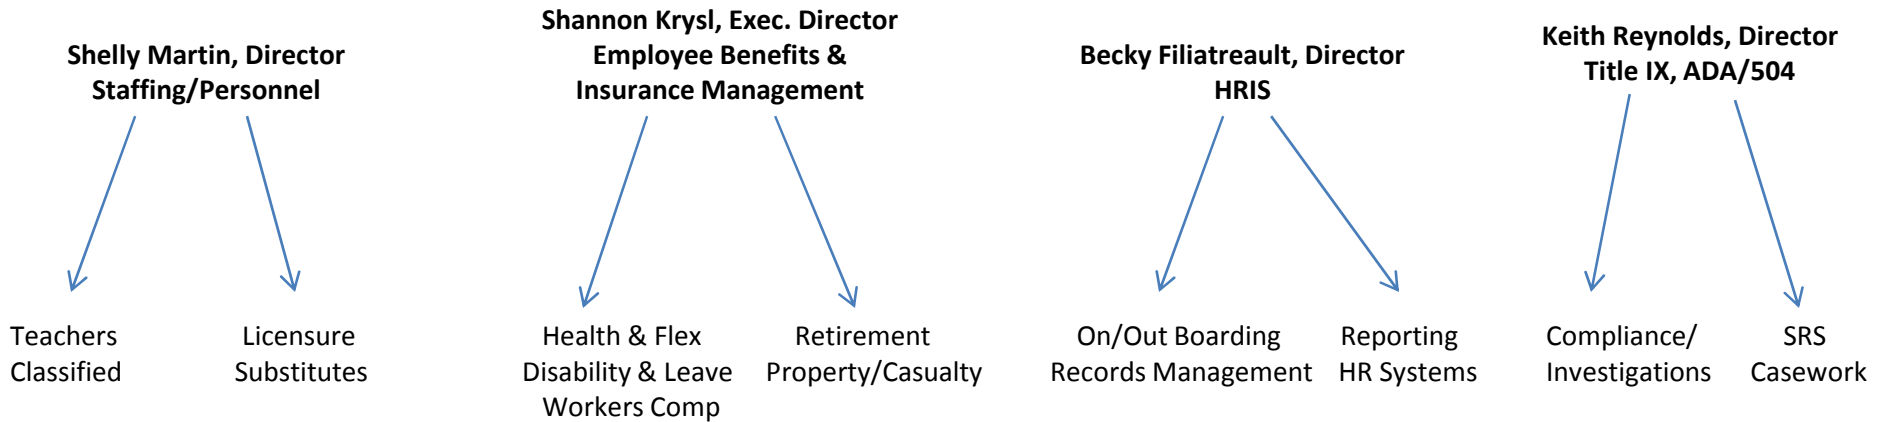 Shelly Martin, Director
Staffing/Personnel
Teachers
Classified
Licensure
Substitutes
Shannon Krysl, Exec. Director
Employee Benefits &
Insurance Management
Health & Flex
Disability & Leave
Workers Comp
Retirement
Property/Casualty
Becky Filiatreault, Director
HRIS
On/Out Boarding
Records Management
Reporting
HR Systems
Keith Reynolds, Director
Title IX, ADA/504
Compliance/
Investigations
SRS
Casework